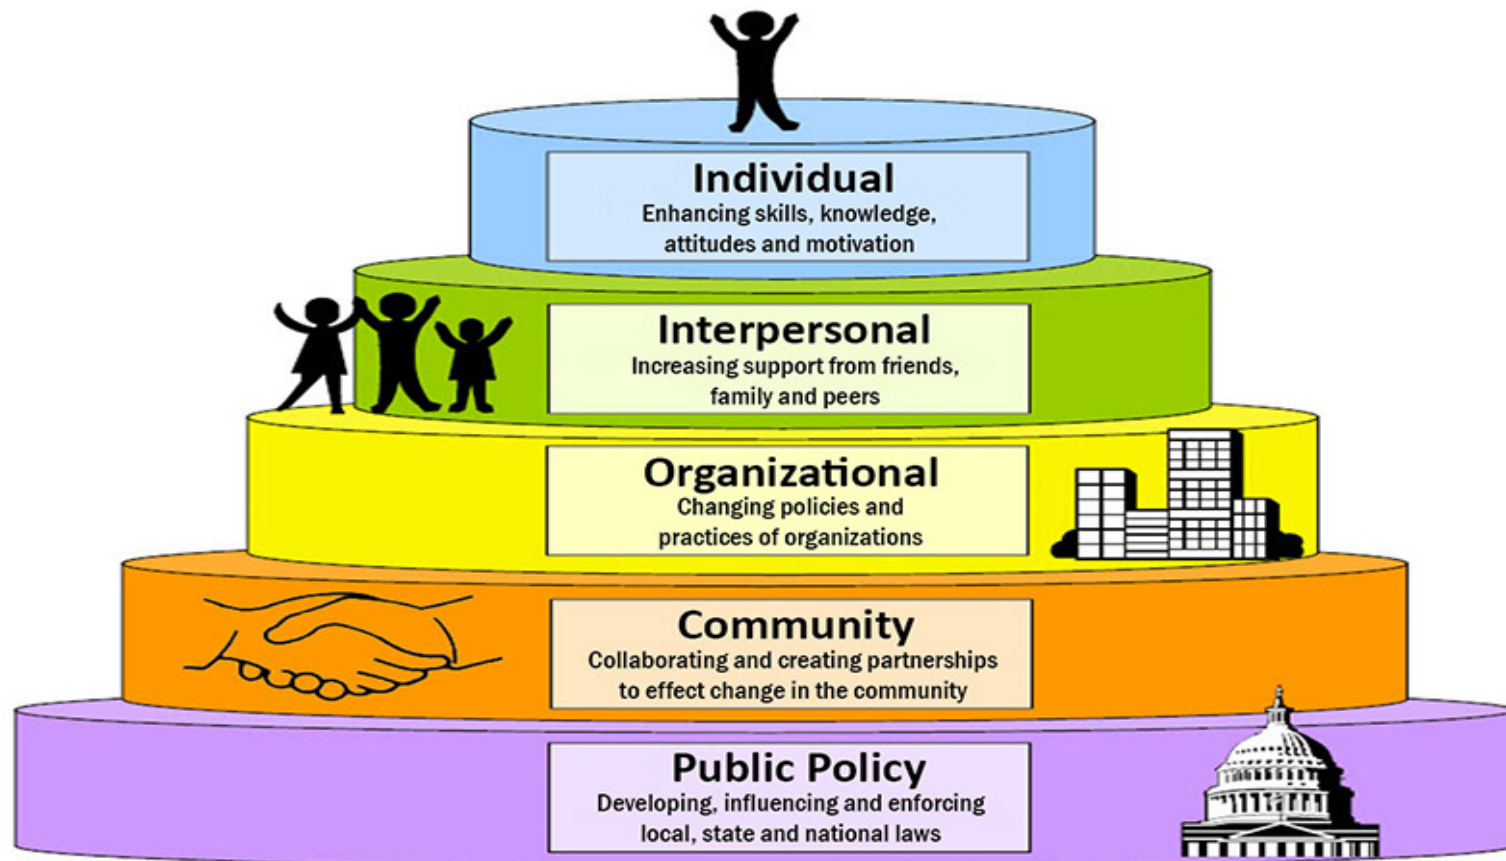 Individual
Enhancing skills, knowledge,
attitudes and motivation
Interpersonal
Increasing support from friends,
family and peers
Organizational
Changing policies and
practices of organizations
Community
Collaborating and creating partnerships
to effect change in the community
Public Policy
Developing, influencing and enforcing
local, state and national laws